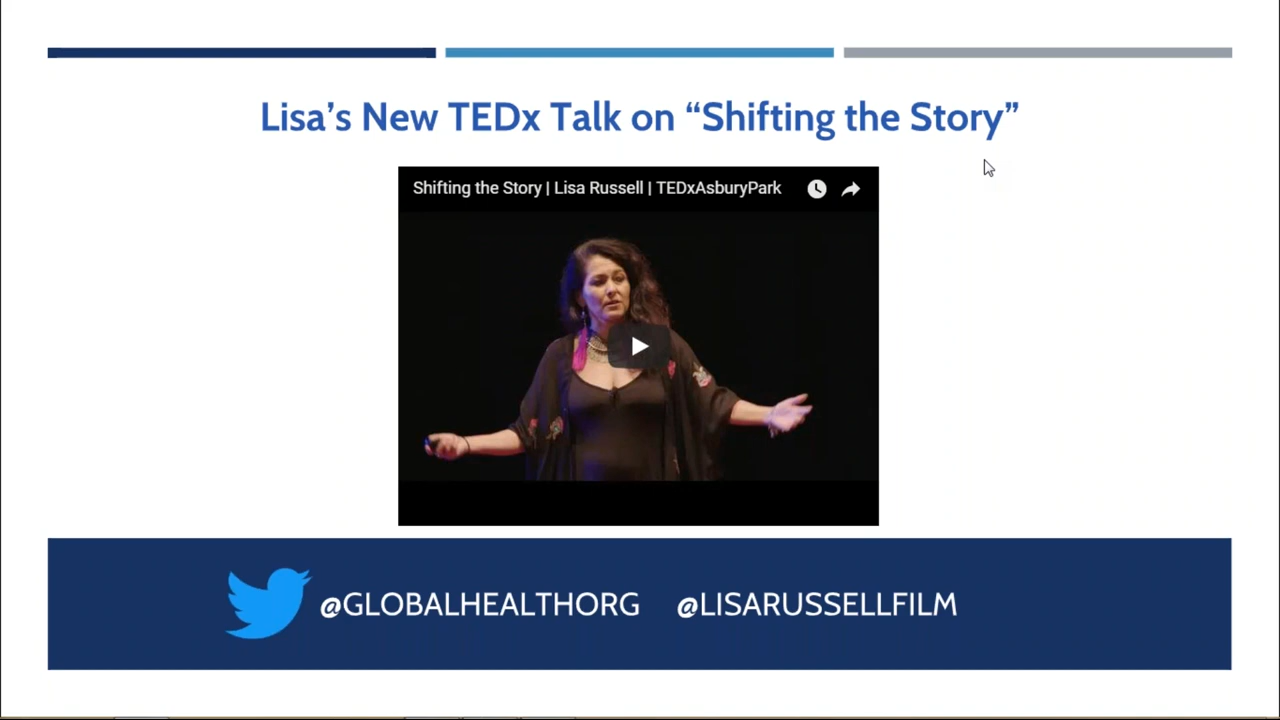 Lisa’s New TEDx Talk on “Shifting the Story”
Shifting the Story | Lisa Russell | TEDxAsburyPark
@GLOBALHEALTHORG @LISARUSSELLFILM